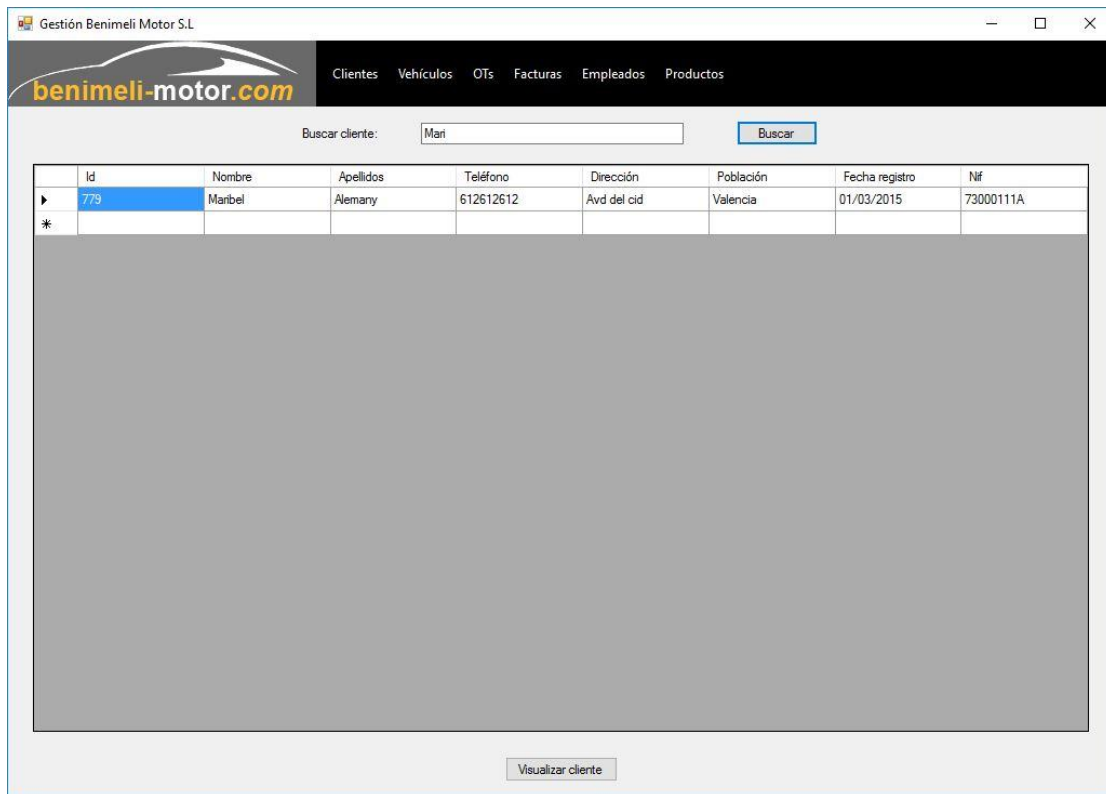 Gestión Benimeli Motor S.L
benimeli-motor.com
Clientes Vehículos OTs Facturas Empleados Productos
Buscar cliente: Mari Buscar
Id Nombre Apellidos Teléfono Dirección Población Fecha registro Nif
779 Maribel Alemany 612612612 Avd del cid Valencia 01/03/2015 73000111A
Visualizar cliente